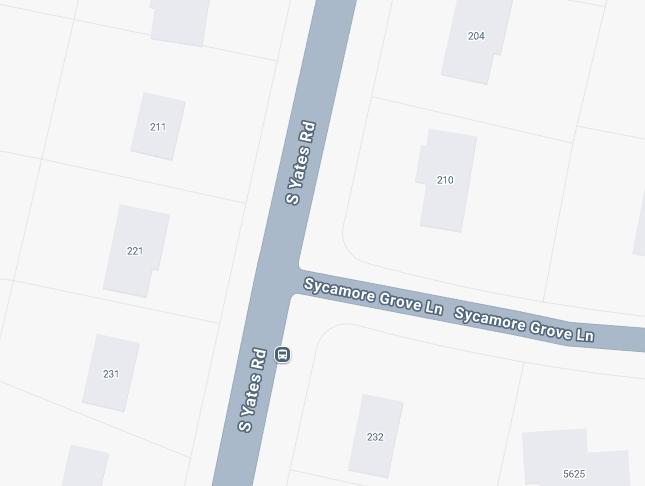 204
211
S Yates Rd
210
221
Sycamore Grove Ln
Sycamore Grove Ln
231
S Yates Rd
232
5625